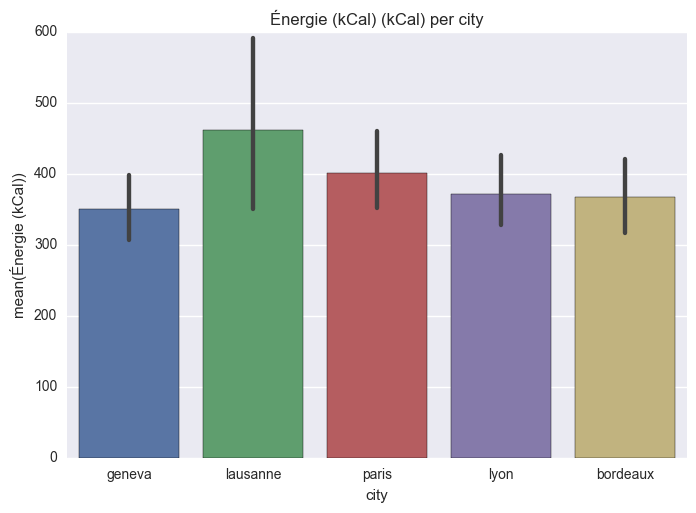 Énergie (kCal) (kCal) per city
mean(Énergie (kCal))
600
500
400
300
200
100
0
geneva lausanne paris lyon bordeaux
city